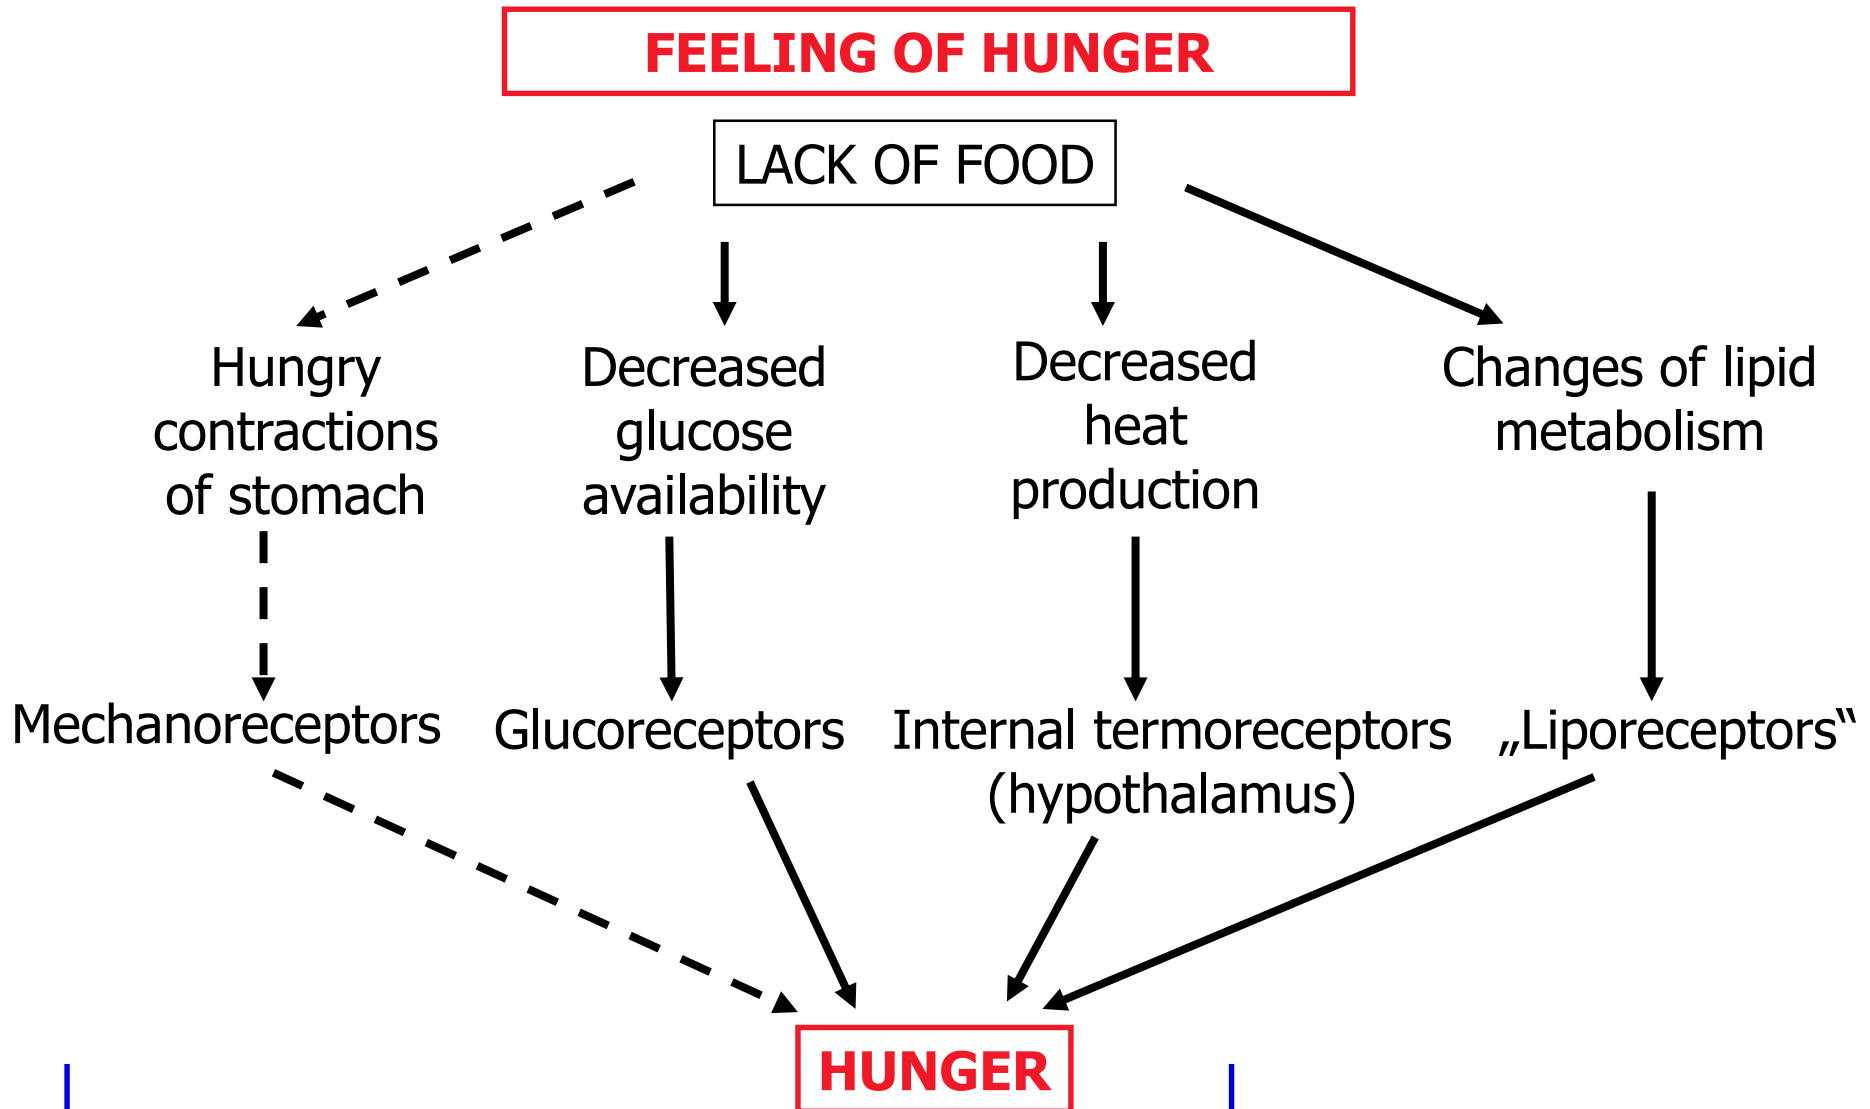 FEELING OF HUNGER
LACK OF FOOD
Hungry
contractions
of stomach
Decreased
glucose
availability
Decreased
heat
production
Changes of lipid
metabolism
Mechanoreceptors
Glucoreceptors
Internal termoreceptors
(hypothalamus)
„Liporeceptors“
HUNGER